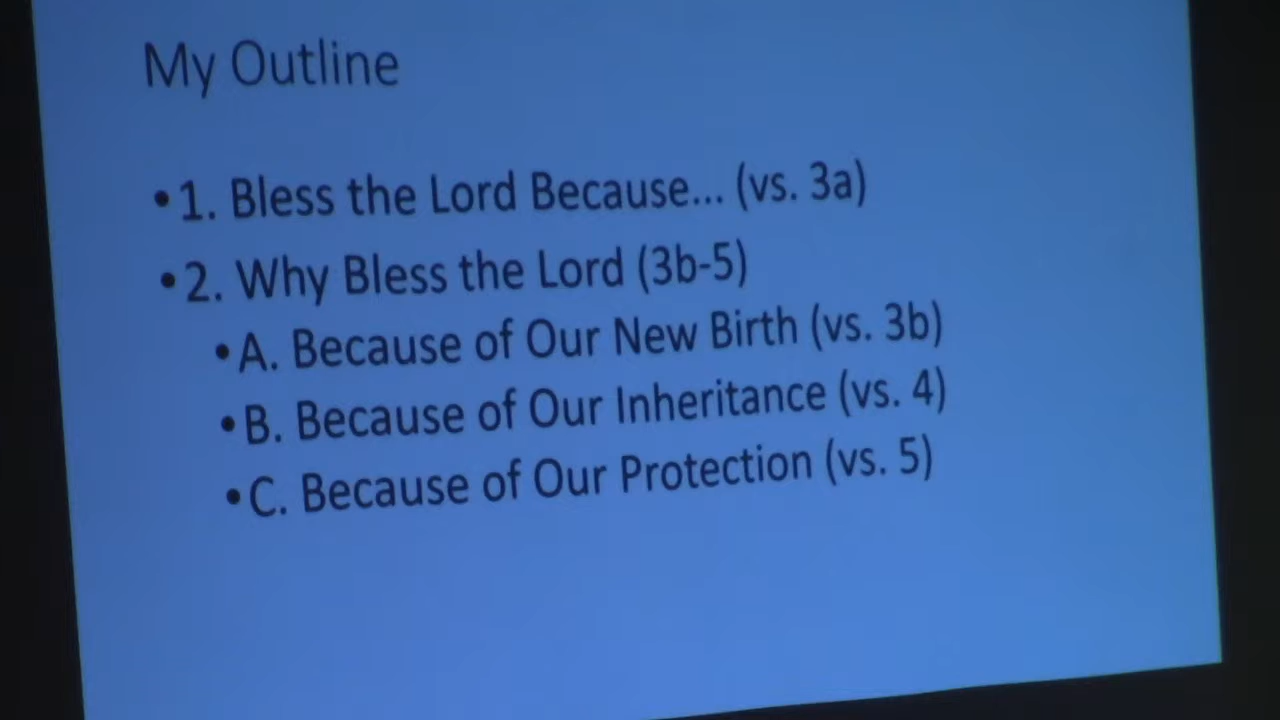 My Outline
• 1. Bless the Lord Because... (vs. 3a)
• 2. Why Bless the Lord (3b-5)
• A. Because of Our New Birth (vs. 3b)
• B. Because of Our Inheritance (vs. 4)
• C. Because of Our Protection (vs. 5)